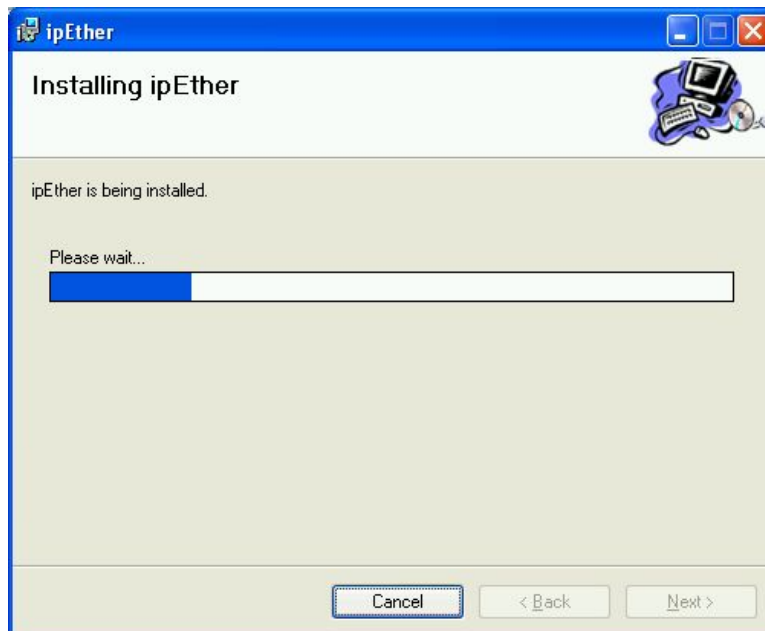 ipEther
Installing ipEther
ipEther is being installed.
Please wait...
Cancel
< Back
Next >